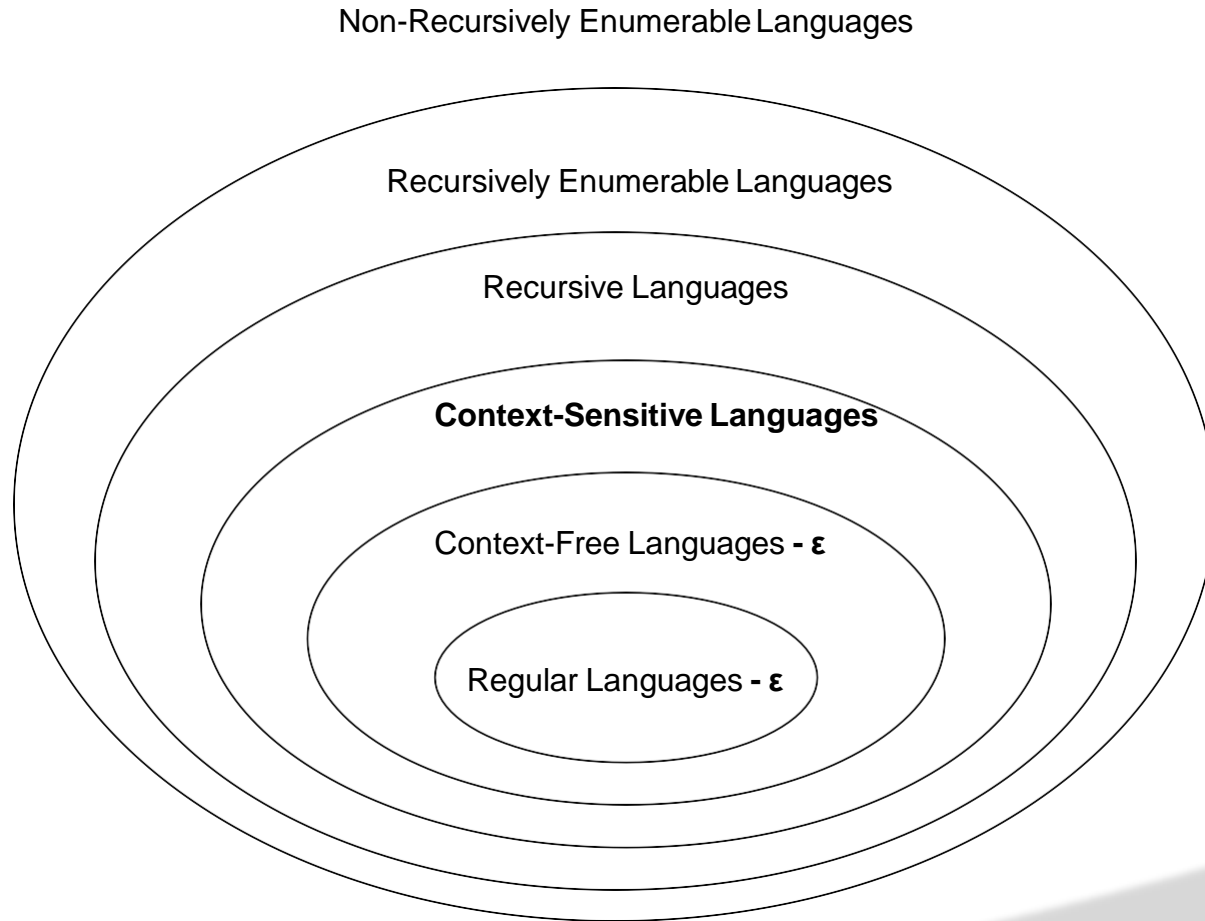 Non-Recursively Enumerable Languages
Recursively Enumerable Languages
Recursive Languages
Context-Sensitive Languages
Context-Free Languages - ε
Regular Languages - ε